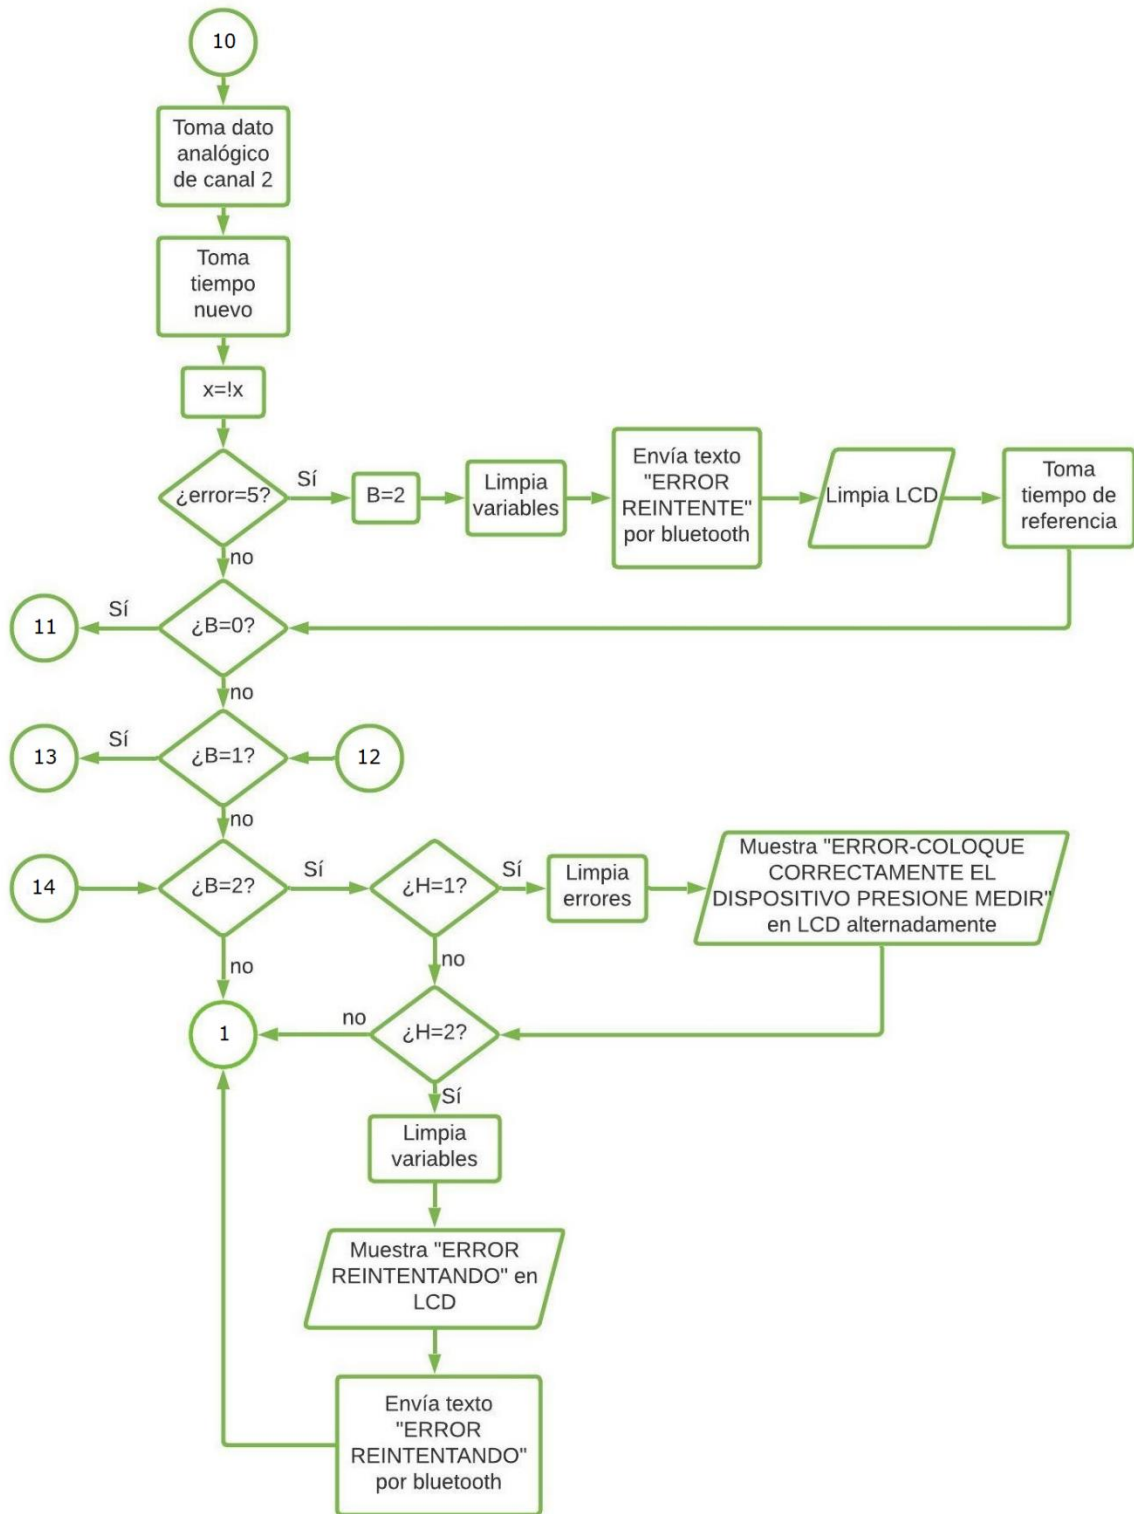 10
Toma dato
analógico
de canal 2
Toma
tiempo
nuevo
x=!x
¿error=5?
Sí
B=2
Limpia
variables
Envía texto
"ERROR
REINTENTE"
por bluetooth
Limpia LCD
Toma
tiempo de
referencia
no
¿B=0?
Sí
11
no
¿B=1?
Sí
13
12
no
14
¿B=2?
Sí
¿H=1?
Sí
Limpia
errores
Muestra "ERROR-COLOQUE
CORRECTAMENTE EL
DISPOSITIVO PRESIONE MEDIR"
en LCD alternadamente
no
no
1
no
¿H=2?
Sí
Limpia
variables
Muestra "ERROR
REINTENTANDO" en
LCD
Envía texto
"ERROR
REINTENTANDO"
por bluetooth